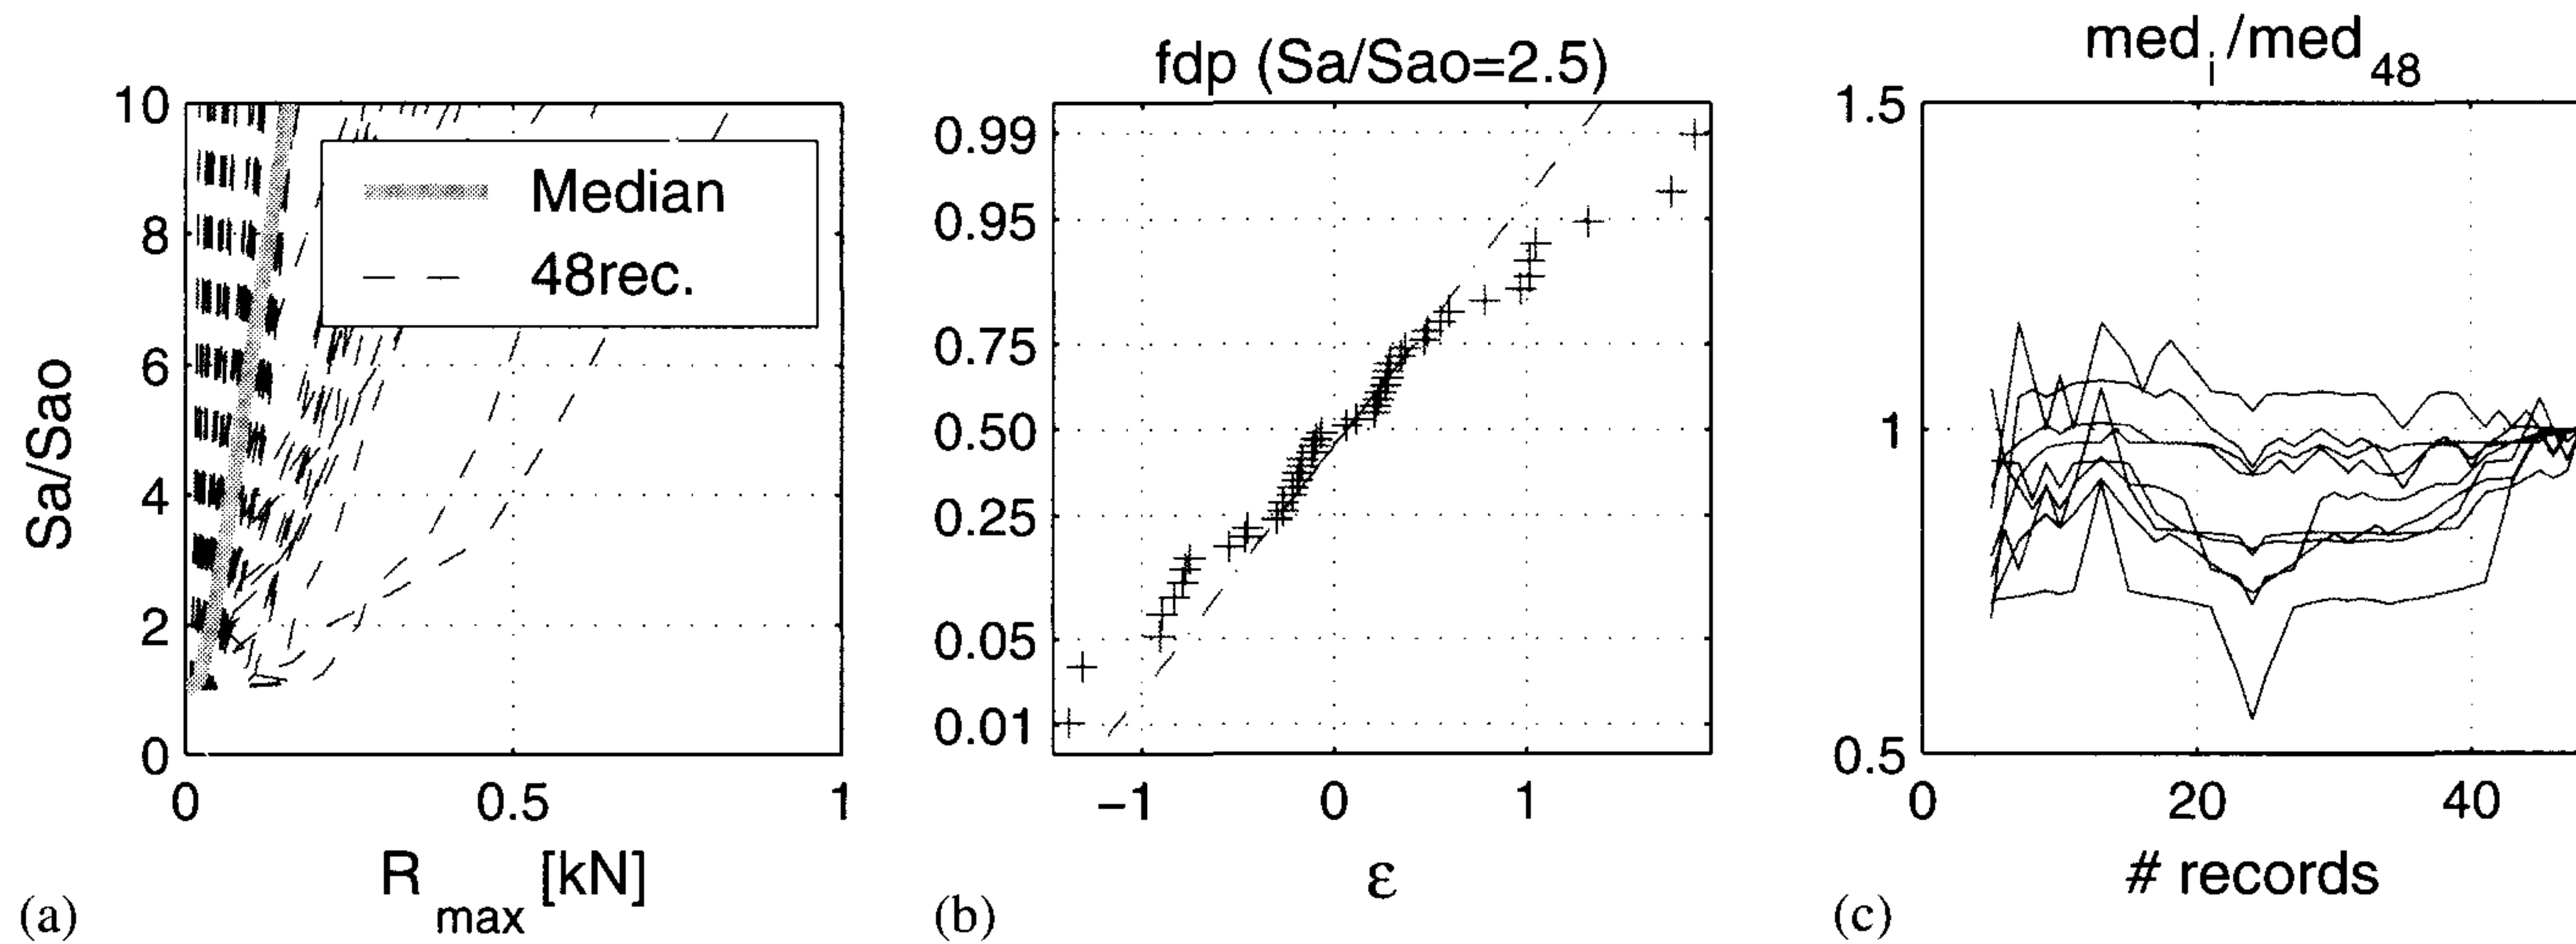 10
8
6
4
2
0
0 0.5 1
Sa/Sao
R max [kN]
Median
48rec.
(a)
fdp (Sa/Sao=2.5)
0.99
0.95
0.75
0.50
0.25
0.05
0.01
−1 0 1
ε
(b)
med i /med 48
1.5
1
0.5
0 20 40
# records
(c)